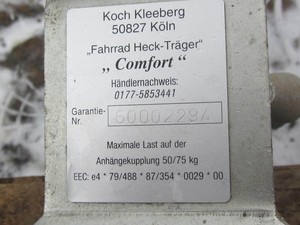 Koch Kleeberg
50827 Köln
„Fahrrad Heck-Träger"
„ Comfort "
Händlernachweis:
0177-5853441
Garantie-
Nr.
6000229A
Maximale Last auf der
Anhängekupplung 50/75 kg
EEC: e4 * 79/488 * 87/354 * 0029 * 00